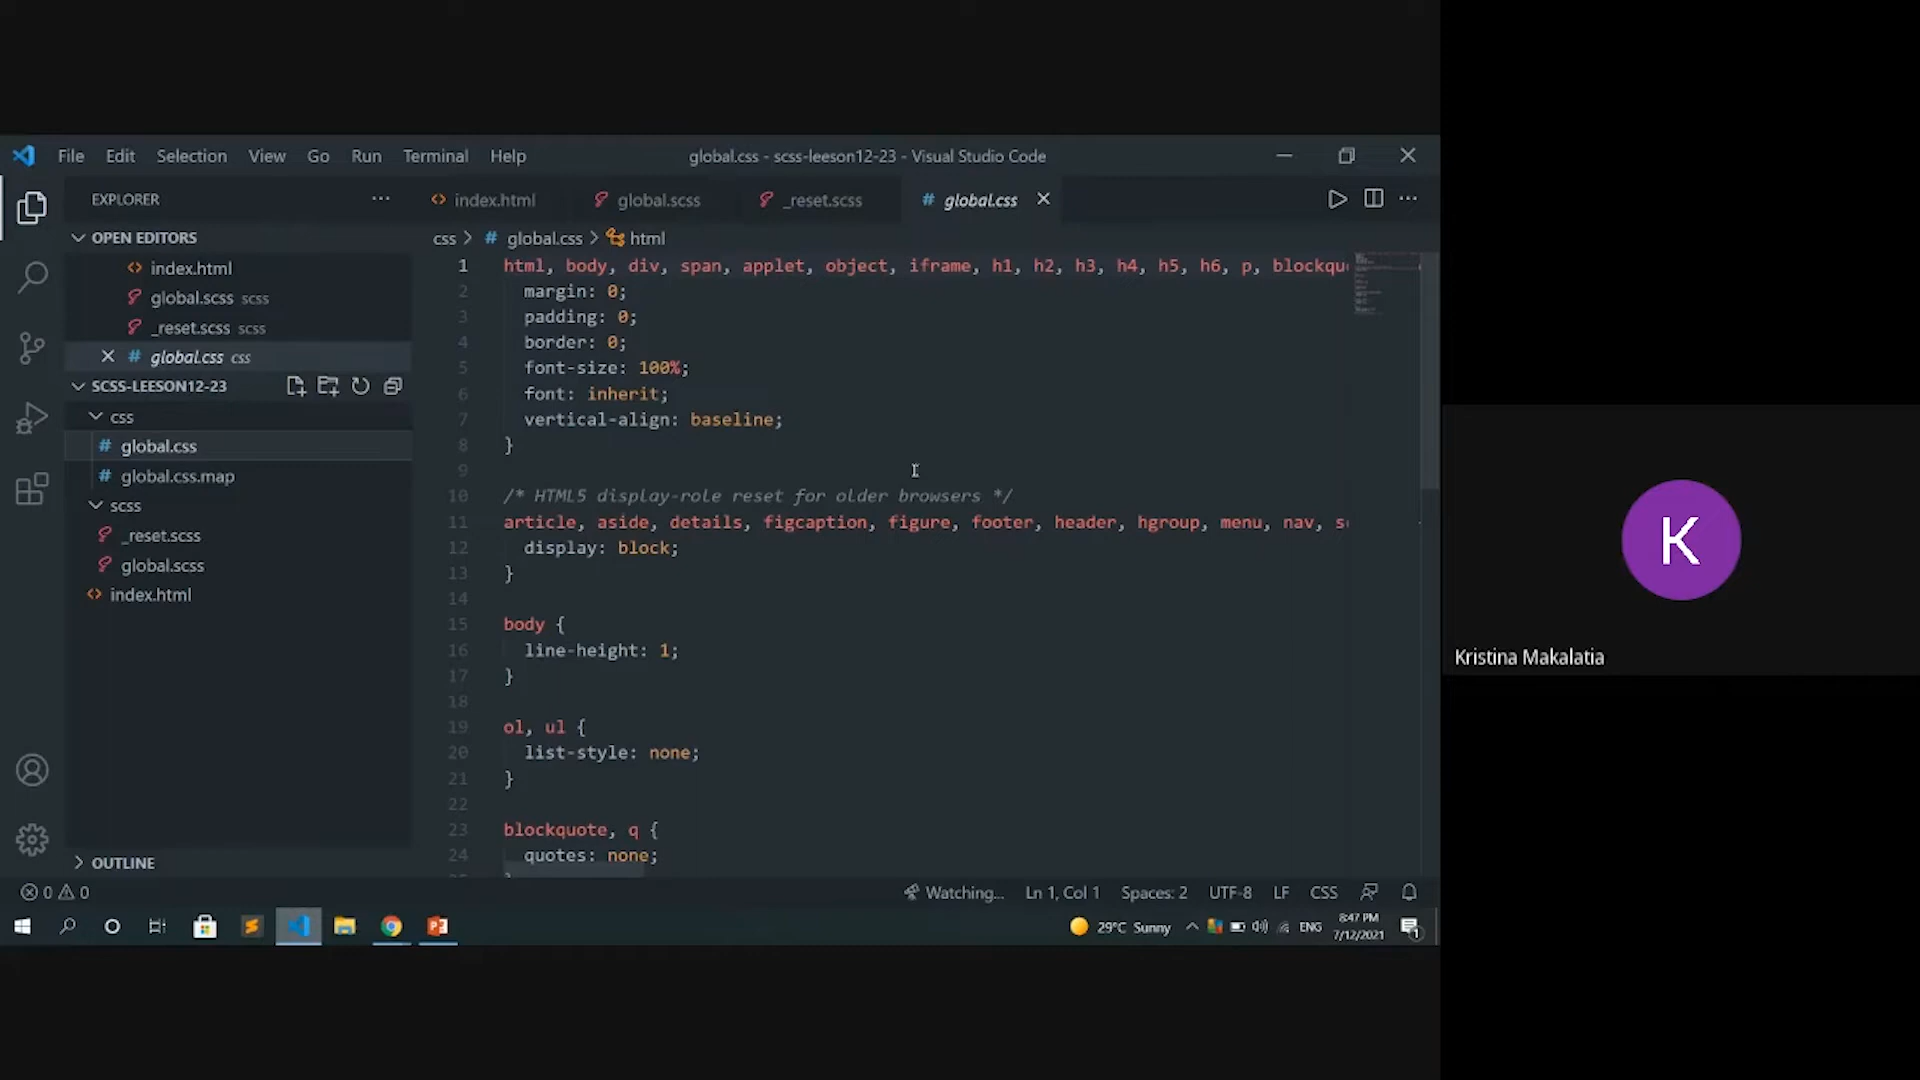 File Edit Selection View Go Run Terminal Help
global.css - scss-leeson12-23 - Visual Studio Code
EXPLORER
index.html
global.scss
_reset.scss
# global.css
OPEN EDITORS
index.html
global.scss scss
_reset.scss scss
# global.css css
SCSS-LEESON12-23
css
# global.css
# global.css.map
scss
_reset.scss
global.scss
index.html
OUTLINE
css > # global.css > html
1 html, body, div, span, applet, object, iframe, h1, h2, h3, h4, h5, h6, p, blockqu
2 margin: 0;
3 padding: 0;
4 border: 0;
5 font-size: 100%;
6 font: inherit;
7 vertical-align: baseline;
8 }
9
10 /* HTML5 display-role reset for older browsers */
11 article, aside, details, figcaption, figure, footer, header, hgroup, menu, nav, s
12 display: block;
13 }
14
15 body {
16 line-height: 1;
17 }
18
19 ol, ul {
20 list-style: none;
21 }
22
23 blockquote, q {
24 quotes: none;
0 0
Watching... Ln 1, Col 1 Spaces: 2 UTF-8 LF CSS
29°C Sunny
ENG
8:47 PM
7/12/2021
1
K
Kristina Makalatia